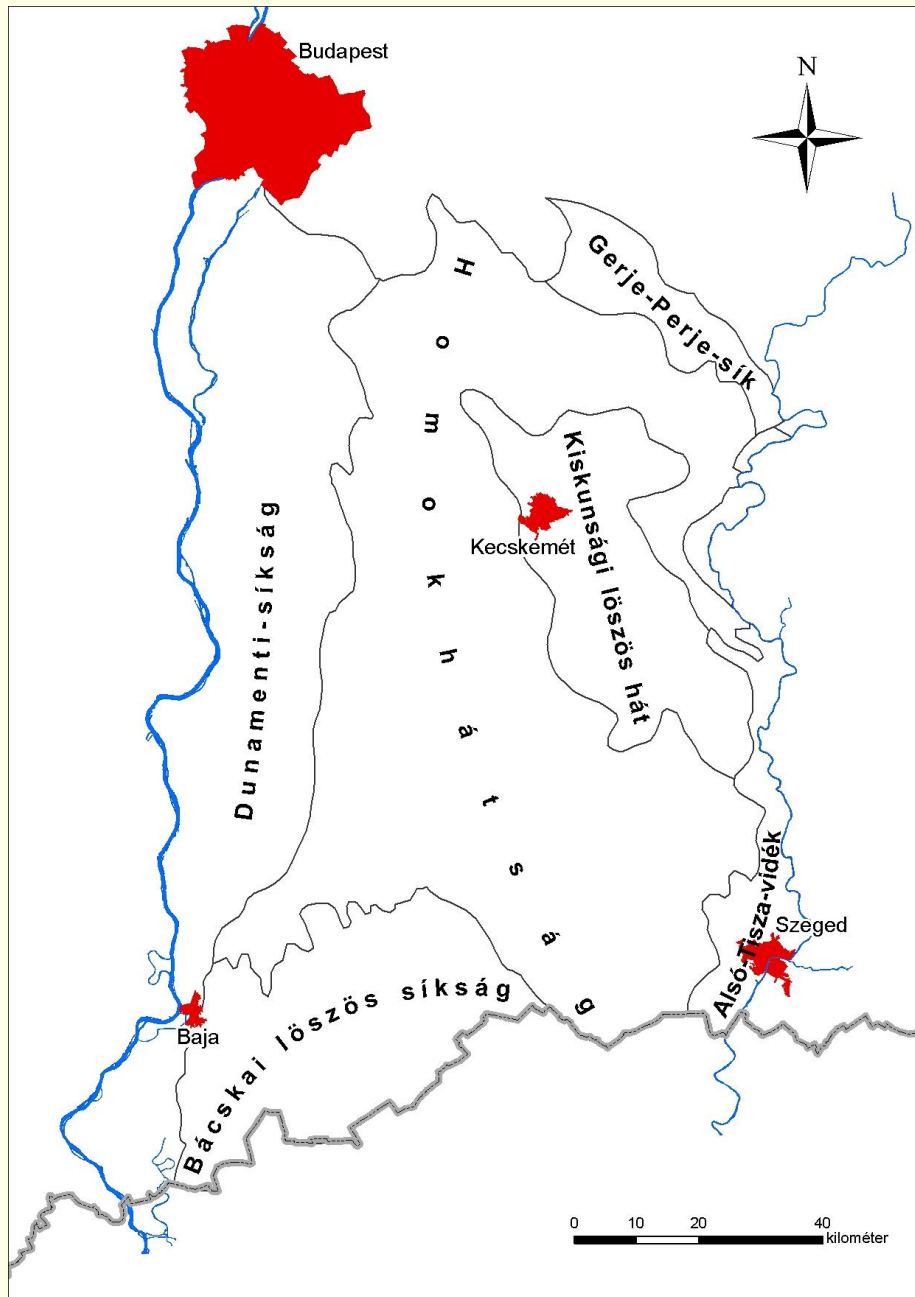 Budapest
N
Gerje-Perje-sík
Homokhátság
Kiskunsági löszös hát
Kecskemét
Dunamenti-síkság
Alsó-Tisza-vidék
Szeged
Bácskai löszös síkság
Baja
0 10 20 40
kilométer